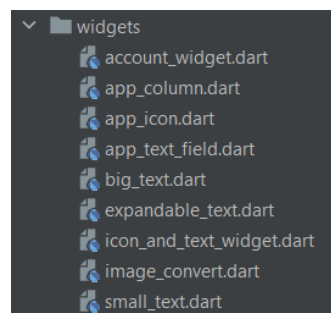 widgets
account_widget.dart
app_column.dart
app_icon.dart
app_text_field.dart
big_text.dart
expandable_text.dart
icon_and_text_widget.dart
image_convert.dart
small_text.dart